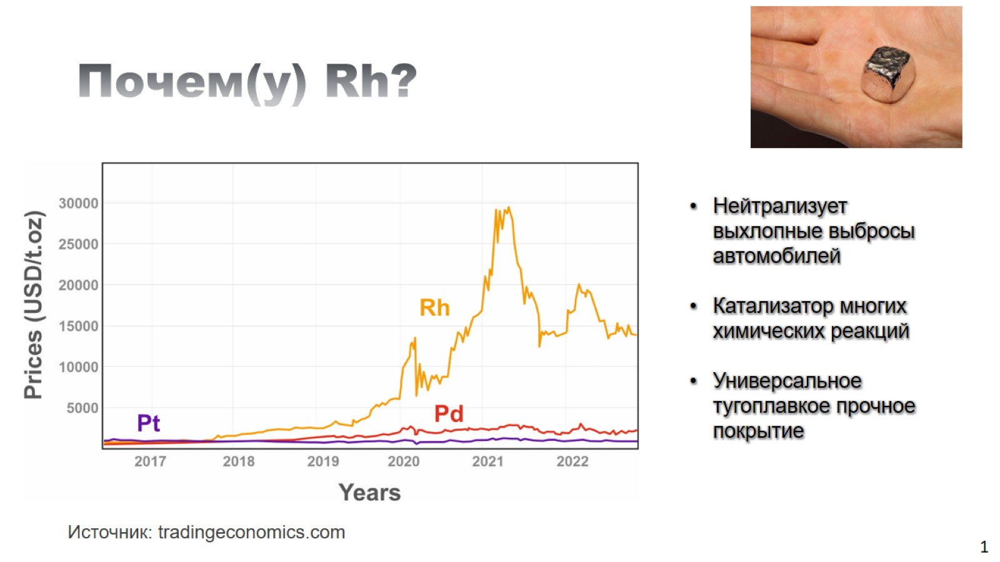 Почем(у) Rh?
Prices (USD/t.oz)
30000
25000
20000
15000
10000
5000
Rh
Pd
Pt
2017 2018 2019 2020 2021 2022
Years
Источник: tradingeconomics.com
• Нейтрализует
выхлопные выбросы
автомобилей
• Катализатор многих
химических реакций
• Универсальное
тугоплавкое прочное
покрытие
1